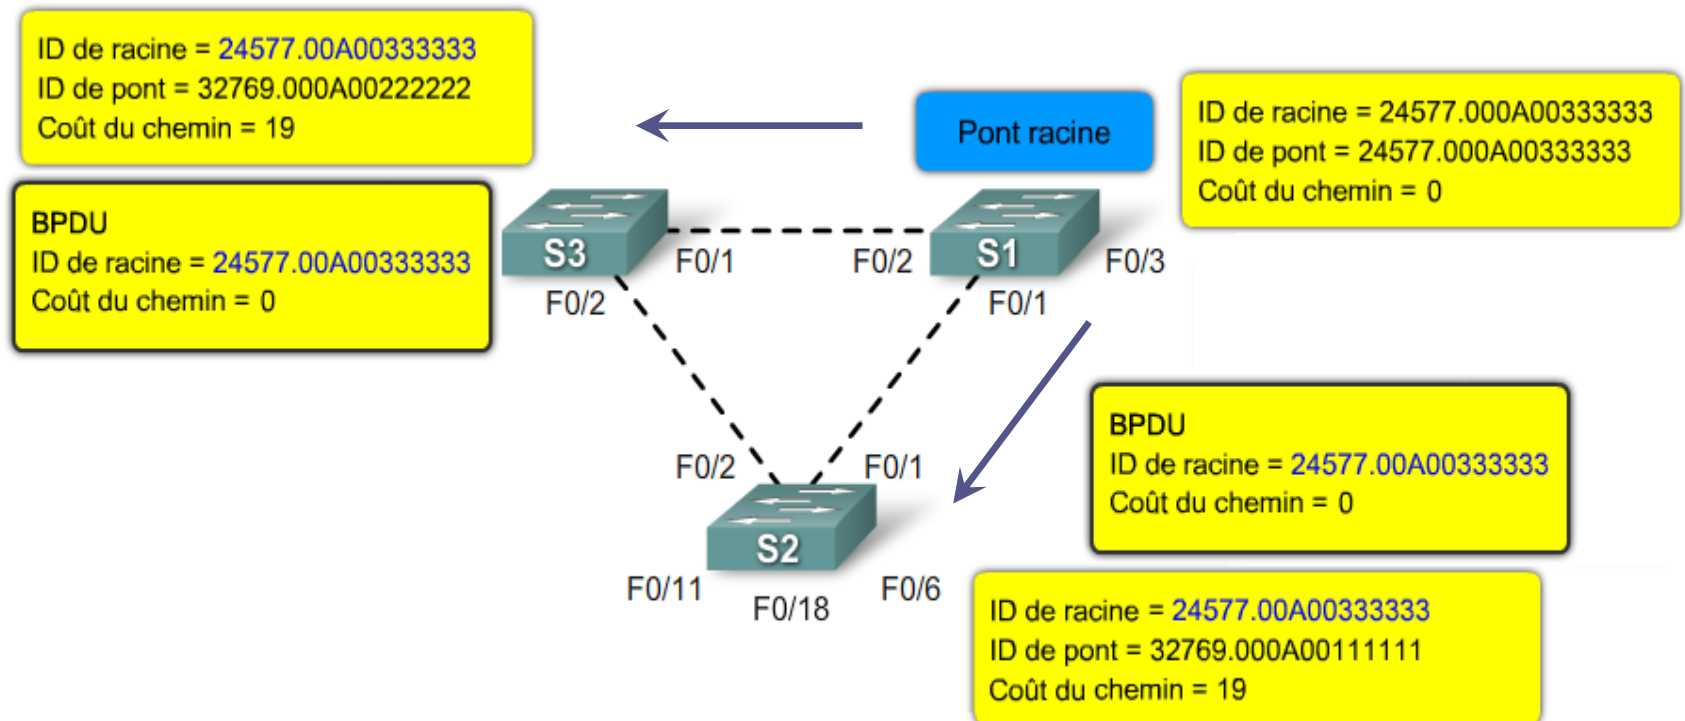 ID de racine = 24577.00A00333333
ID de pont = 32769.000A00222222
Coût du chemin = 19
Pont racine
ID de racine = 24577.000A00333333
ID de pont = 24577.000A00333333
Coût du chemin = 0
BPDU
ID de racine = 24577.00A00333333
Coût du chemin = 0
S3
F0/1
F0/2
S1
F0/3
F0/2
F0/1
BPDU
ID de racine = 24577.00A00333333
Coût du chemin = 0
F0/2
F0/1
S2
F0/11
F0/18
F0/6
ID de racine = 24577.00A00333333
ID de pont = 32769.000A00111111
Coût du chemin = 19